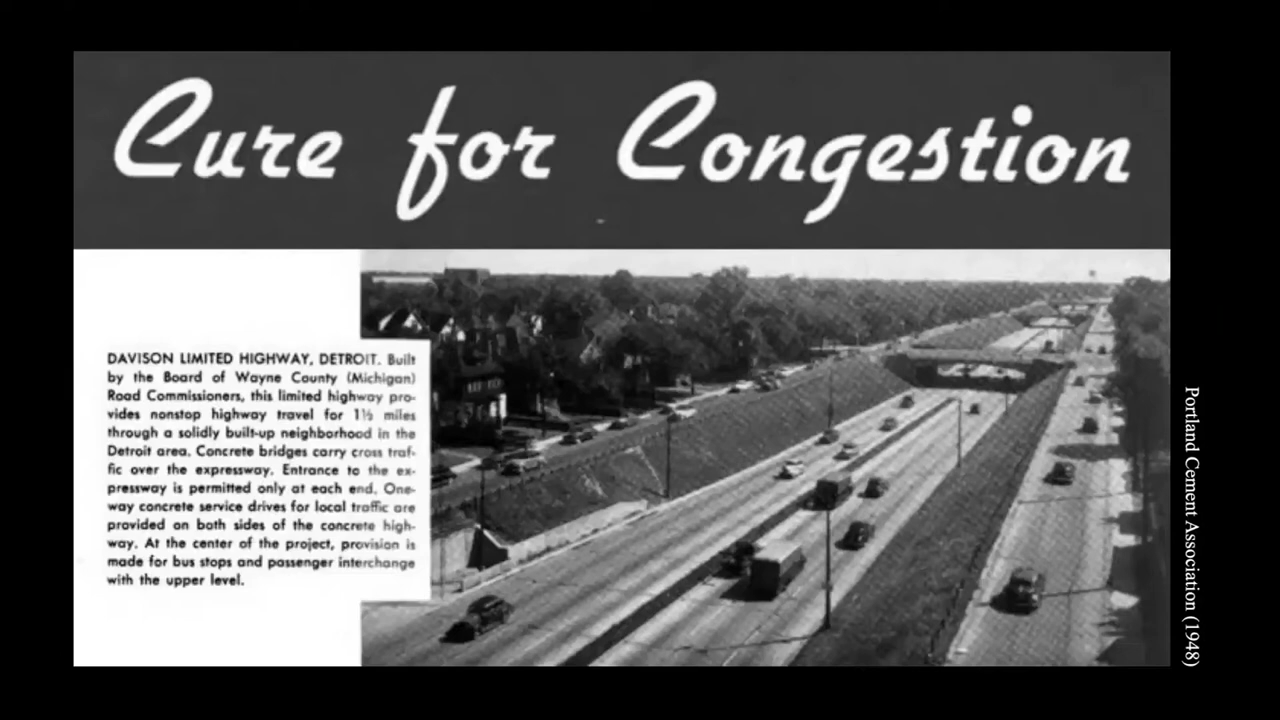 Cure for Congestion
DAVISON LIMITED HIGHWAY, DETROIT. Built
by the Board of Wayne County (Michigan)
Road Commissioners, this limited highway pro-
vides nonstop highway travel for 1½ miles
through a solidly built-up neighborhood in the
Detroit area. Concrete bridges carry cross traf-
fic over the expressway. Entrance to the ex-
pressway is permitted only at each end. One-
way concrete service drives for local traffic are
provided on both sides of the concrete high-
way. At the center of the project, provision is
made for bus stops and passenger interchange
with the upper level.
Portland Cement Association (1948)